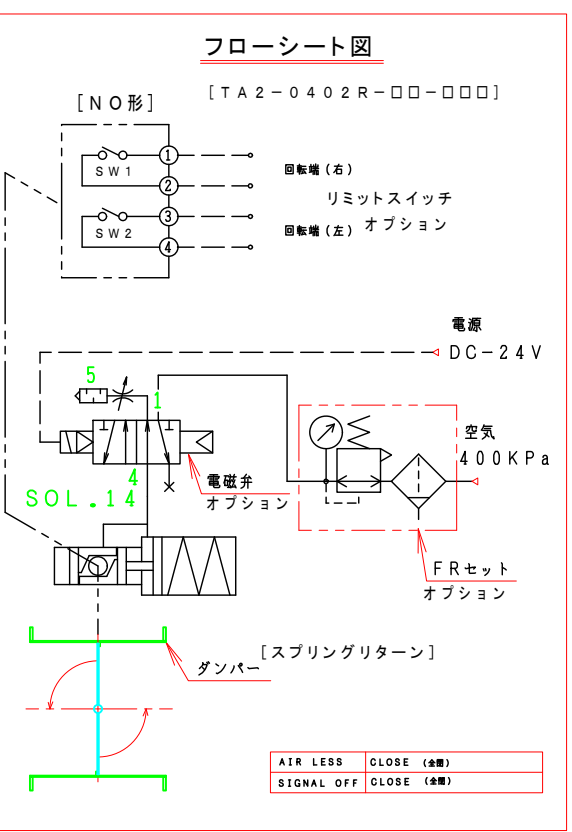 フローシート図
[TA2-0402R-□□-□□□]
[NO形]
1
SW1
2
回転端(右)
リミットスイッチ
オプション
3
SW2
回転端(左)
4
電源
DC-24V
5
1
空気
400KPa
4
SOL.14
電磁弁
オプション
FRセット
オプション
[スプリングリターン]
ダンパー
AIR LESS CLOSE (全閉)
SIGNAL OFF CLOSE (全閉)